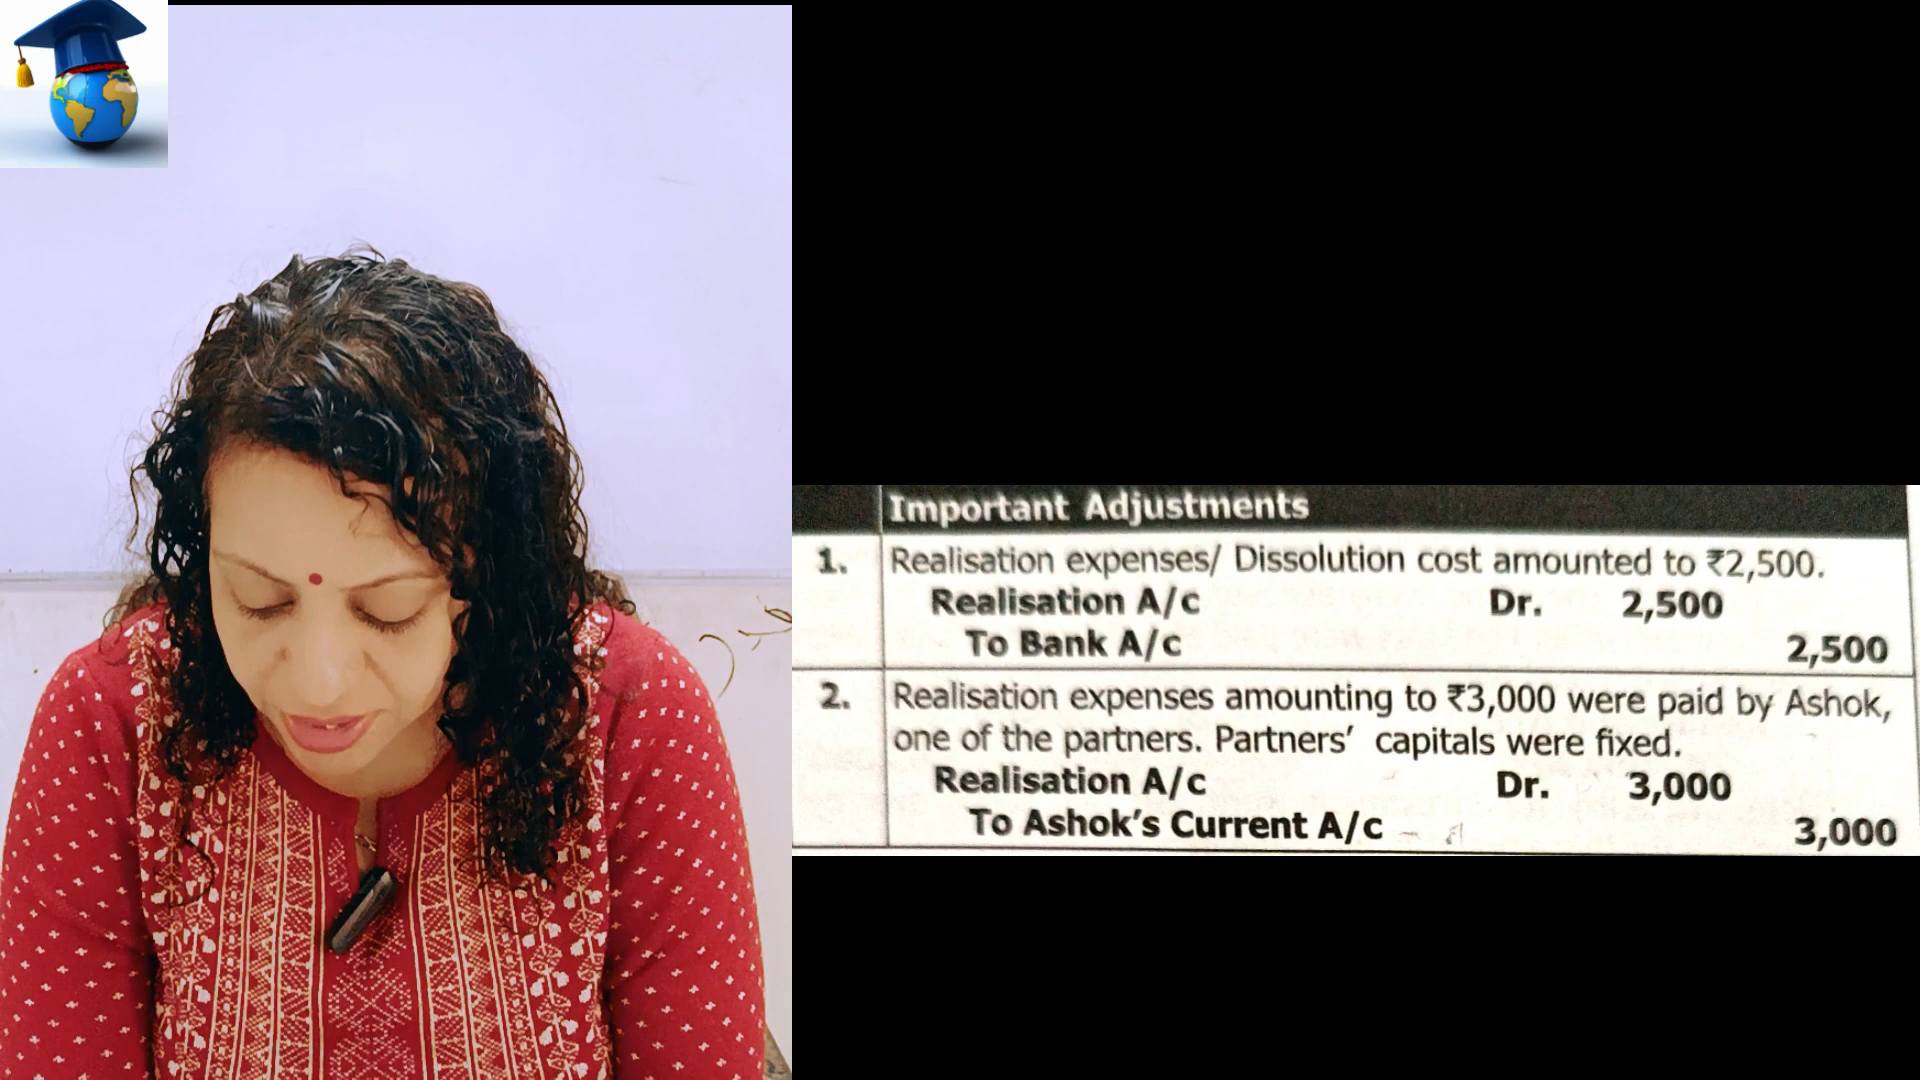 Important Adjustments
1. Realisation expenses/ Dissolution cost amounted to ₹2,500.
Realisation A/c Dr. 2,500
To Bank A/c 2,500
2. Realisation expenses amounting to ₹3,000 were paid by Ashok,
one of the partners. Partners’ capitals were fixed.
Realisation A/c Dr. 3,000
To Ashok’s Current A/c 3,000